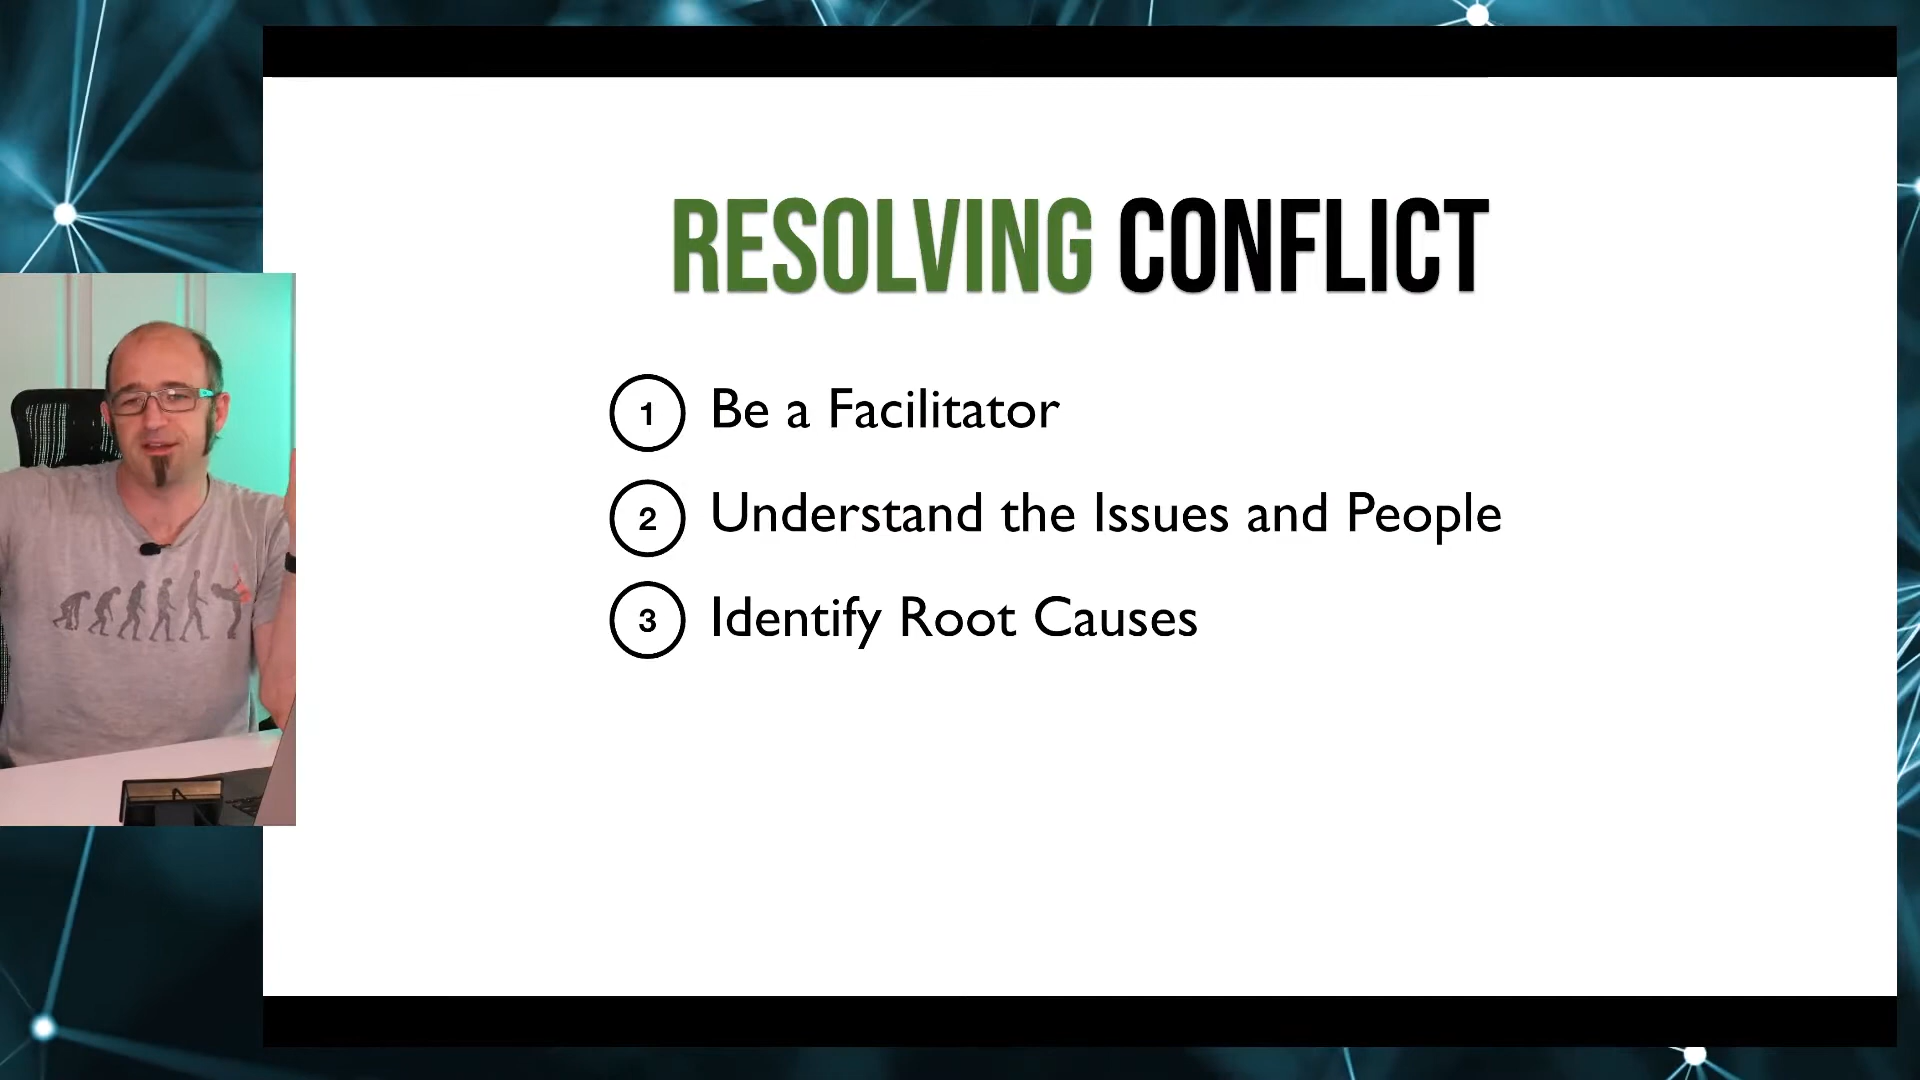 RESOLVING CONFLICT
1 Be a Facilitator
2 Understand the Issues and People
3 Identify Root Causes